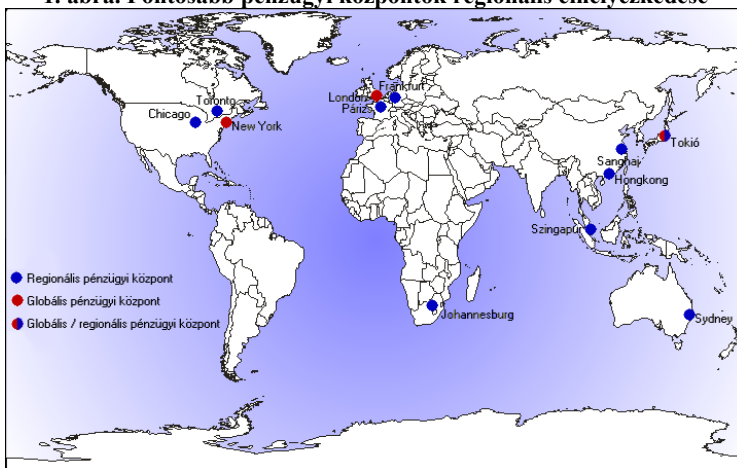 1. ábra. Fontosabb pénzügyi központok regionális elhelyezkedése
Toronto
Chicago
New York
Frankfurt
London
Párizs
Tokió
Sanghaj
Hongkong
Szingapúr
Regionális pénzügyi központ
Globális pénzügyi központ
Globális / regionális pénzügyi központ
Johannesburg
Sydney